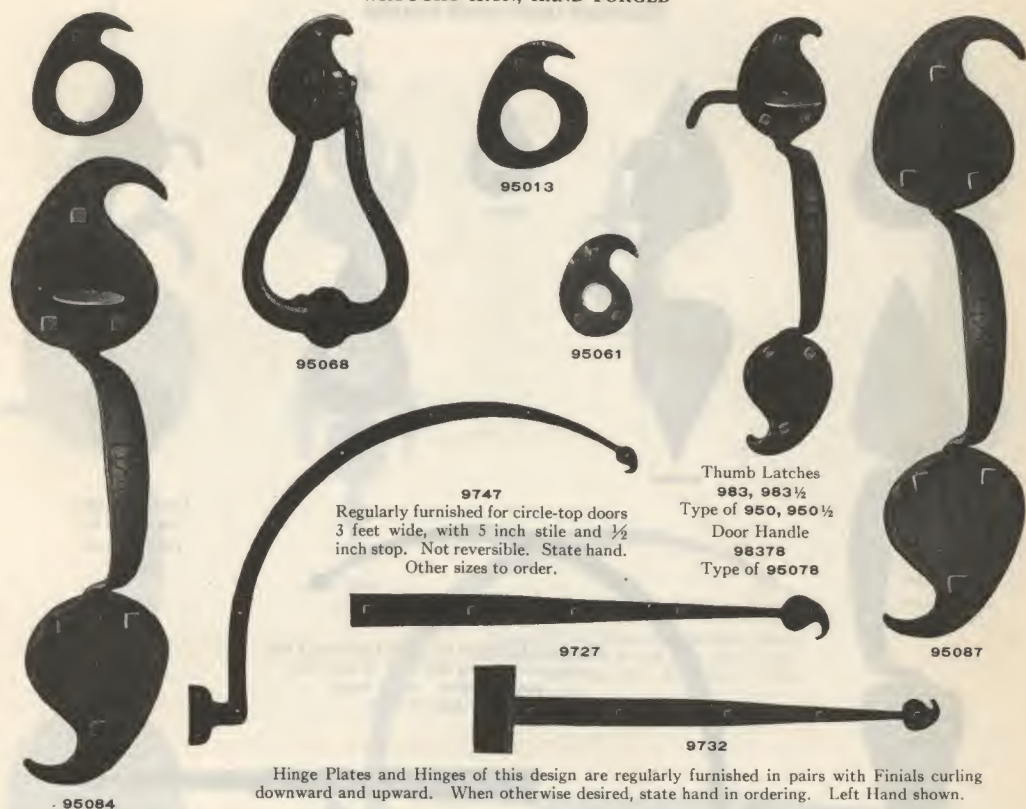 95013
95068
95061
9747
Regularly furnished for circle-top doors
3 feet wide, with 5 inch stile and ½
inch stop. Not reversible. State hand.
Other sizes to order.
Thumb Latches
983, 983½
Type of 950, 950½
Door Handle
98378
Type of 95078
9727
95087
9732
Hinge Plates and Hinges of this design are regularly furnished in pairs with Finials curling
downward and upward. When otherwise desired, state hand in ordering. Left Hand shown.
95084